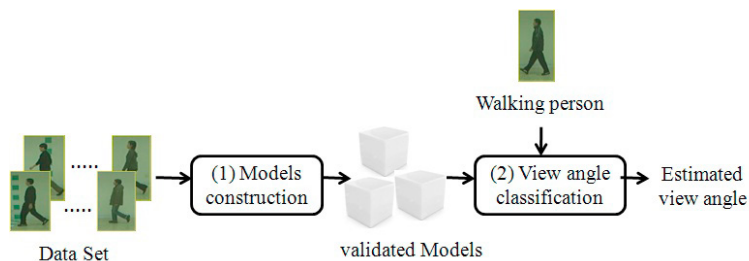 Walking person
.....
.....
(1) Models
construction
(2) View angle
classification
Estimated
view angle
Data Set
validated Models